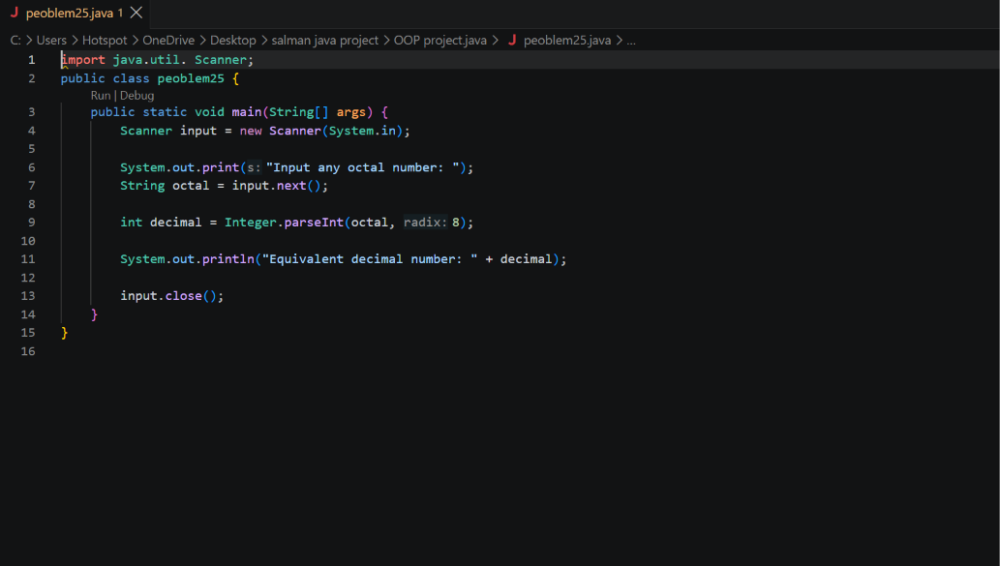 J peoblem25.java 1 ×
C: > Users > Hotspot > OneDrive > Desktop > salman java project > OOP project.java > J peoblem25.java > ...
1 import java.util. Scanner;
2 public class peoblem25 {
Run | Debug
3 public static void main(String[] args) {
4 Scanner input = new Scanner(System.in);
5
6 System.out.print(s: "Input any octal number: ");
7 String octal = input.next();
8
9 int decimal = Integer.parseInt(octal, radix: 8);
10
11 System.out.println("Equivalent decimal number: " + decimal);
12
13 input.close();
14 }
15 }
16